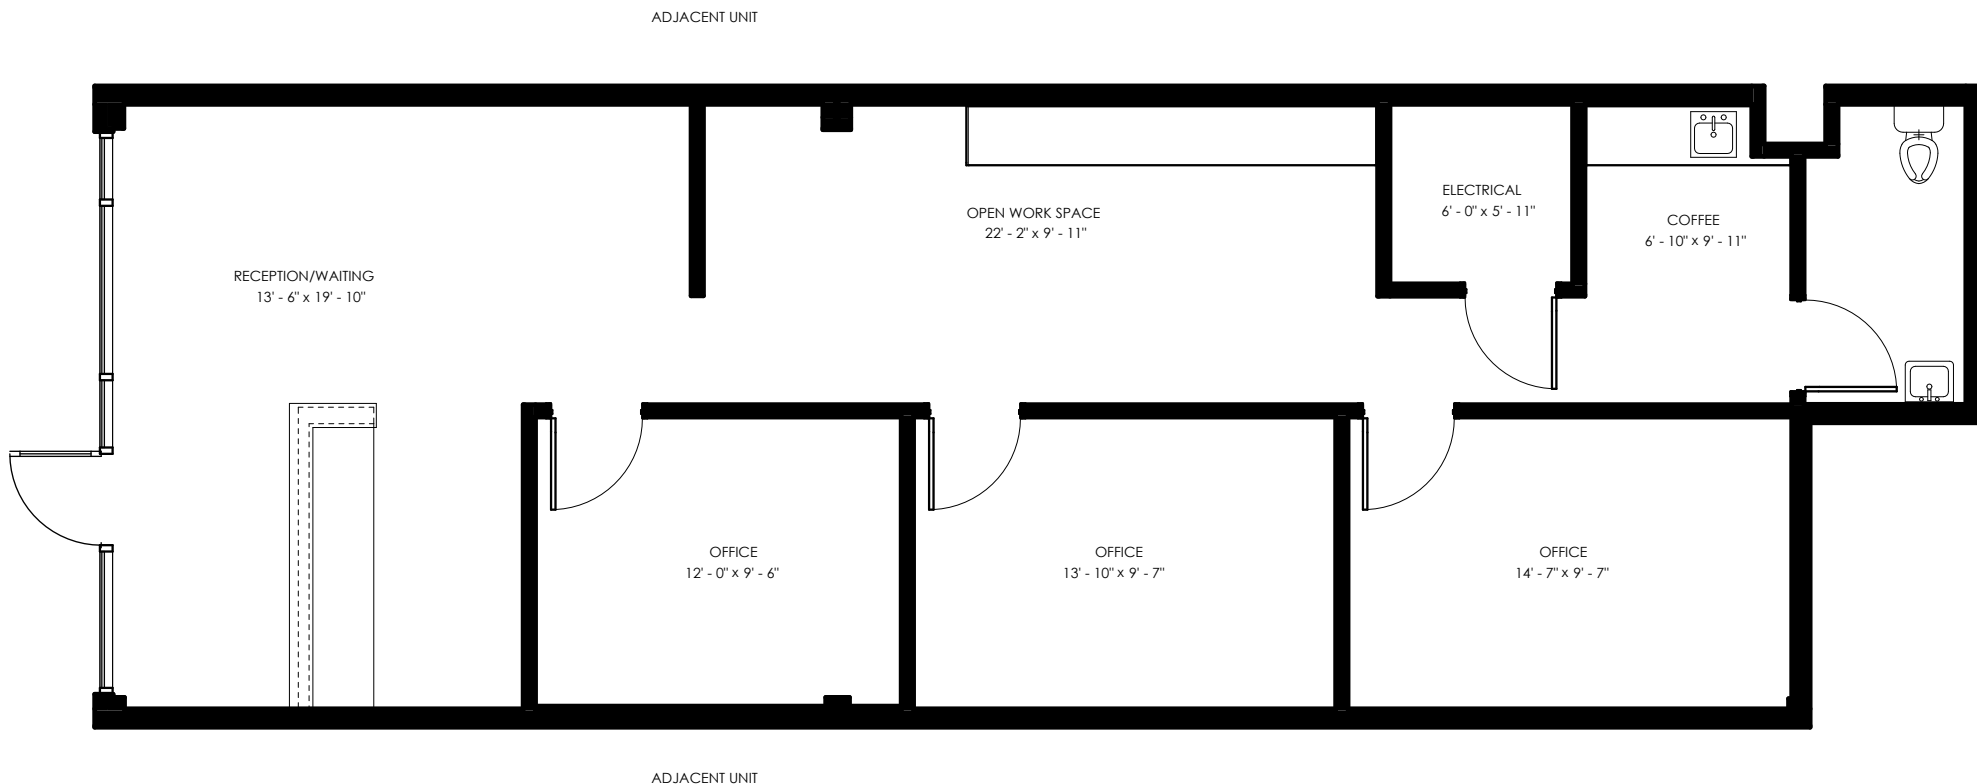 ADJACENT UNIT
ELECTRICAL
6' - 0" x 5' - 11"
OPEN WORK SPACE
22' - 2" x 9' - 11"
COFFEE
6' - 10" x 9' - 11"
RECEPTION/WAITING
13' - 6" x 19' - 10"
OFFICE
12' - 0" x 9' - 6"
OFFICE
13' - 10" x 9' - 7"
OFFICE
14' - 7" x 9' - 7"
ADJACENT UNIT